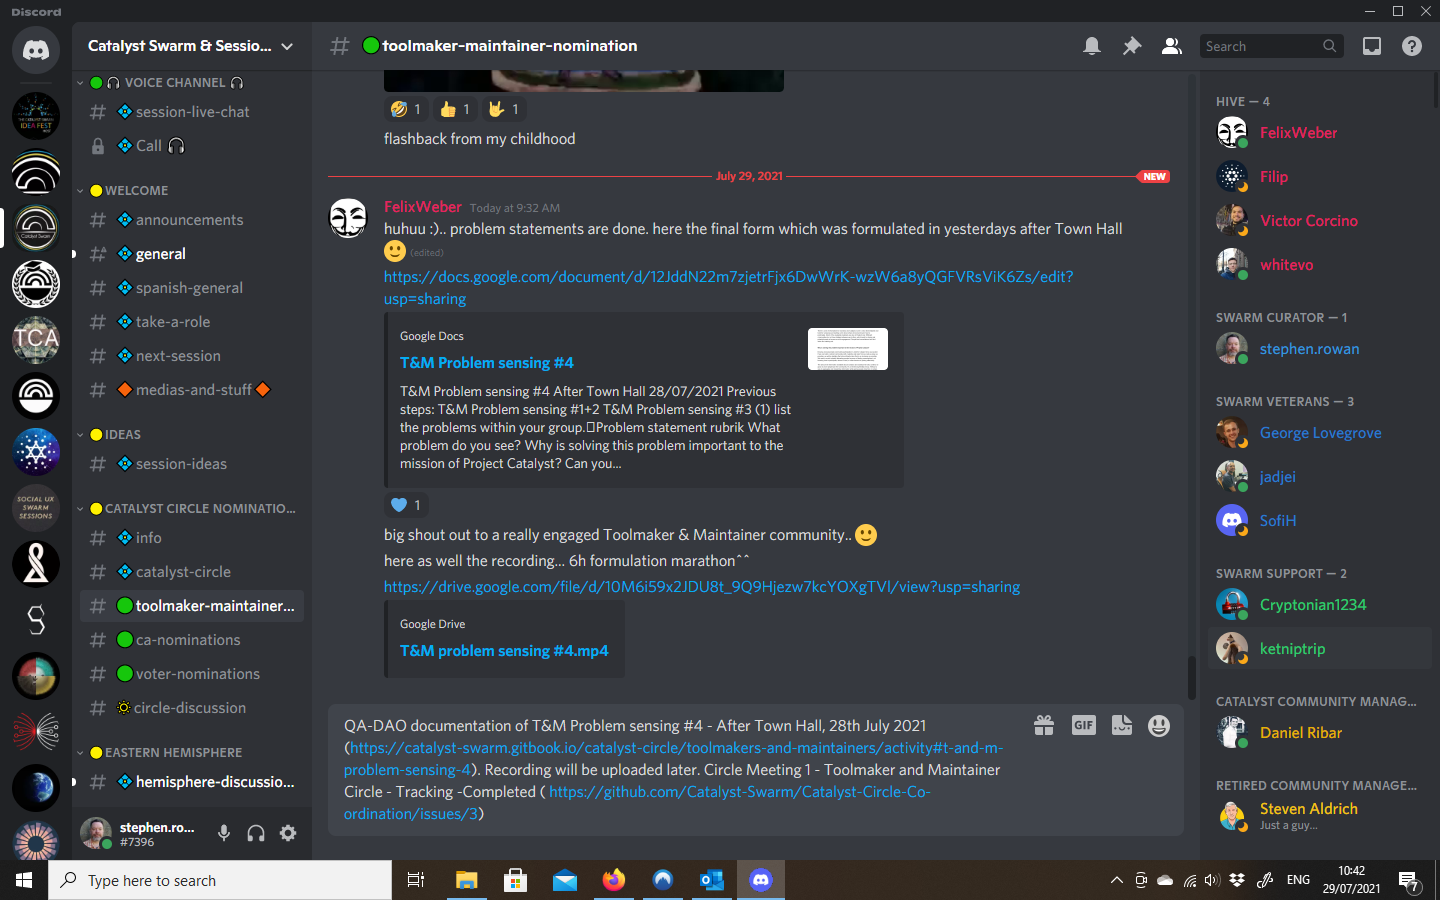 Discord
Catalyst Swarm & Sessio...
toolmaker-maintainer-nomination
Search
VOICE CHANNEL
session-live-chat
Call
WELCOME
announcements
general
spanish-general
take-a-role
next-session
medias-and-stuff
IDEAS
session-ideas
CATALYST CIRCLE NOMINATIO...
info
catalyst-circle
toolmaker-maintainer...
ca-nominations
voter-nominations
circle-discussion
EASTERN HEMISPHERE
hemisphere-discussio...
stephen.ro...
#7396
TCA
SOCIAL UX
SWARM
SESSIONS
1
1
1
flashback from my childhood
July 29, 2021
NEW
FelixWeber Today at 9:32 AM
huhuu :).. problem statements are done. here the final form which was formulated in yesterdays after Town Hall
(edited)
https://docs.google.com/document/d/12JddN22m7zjetrFjx6DwWrK-wzW6a8yQGFVRsViK6Zs/edit?
usp=sharing
Google Docs
T&M Problem sensing #4
T&M Problem sensing #4 After Town Hall 28/07/2021 Previous
steps: T&M Problem sensing #1+2 T&M Problem sensing #3 (1) list
the problems within your group.Problem statement rubrik What
problem do you see? Why is solving this problem important to the
mission of Project Catalyst? Can you...
1
big shout out to a really engaged Toolmaker & Maintainer community..
here as well the recording... 6h formulation marathon^^
https://drive.google.com/file/d/10M6i59x2JDU8t_9Q9Hjezw7kcYOXgTVl/view?usp=sharing
Google Drive
T&M problem sensing #4.mp4
QA-DAO documentation of T&M Problem sensing #4 - After Town Hall, 28th July 2021
(https://catalyst-swarm.gitbook.io/catalyst-circle/toolmakers-and-maintainers/activity#t-and-m-
problem-sensing-4). Recording will be uploaded later. Circle Meeting 1 - Toolmaker and Maintainer
Circle - Tracking -Completed ( https://github.com/Catalyst-Swarm/Catalyst-Circle-Co-
ordination/issues/3)
GIF
HIVE — 4
FelixWeber
Filip
Victor Corcino
whitevo
SWARM CURATOR — 1
stephen.rowan
SWARM VETERANS — 3
George Lovegrove
jadjei
SofiH
SWARM SUPPORT — 2
Cryptonian1234
ketniptrip
CATALYST COMMUNITY MANAG...
Daniel Ribar
RETIRED COMMUNITY MANAGE...
Steven Aldrich
Just a guy...
Type here to search
ENG
10:42
29/07/2021
7